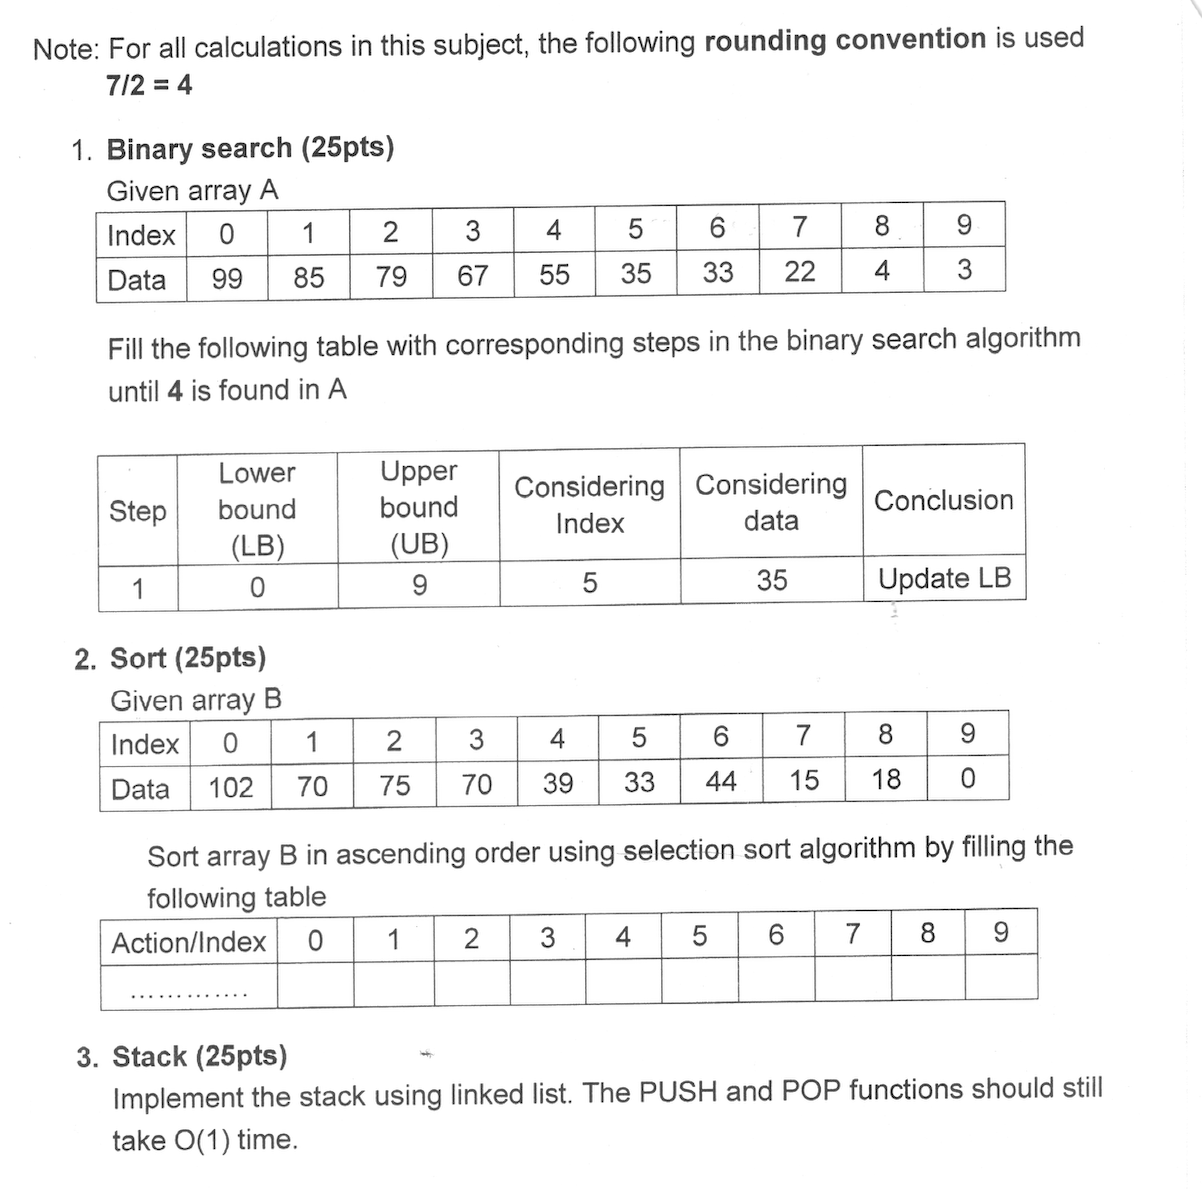 Note: For all calculations in this subject, the following rounding convention is used
7/2 = 4
1. Binary search (25pts)
Given array A
Index 0 1 2 3 4 5 6 7 8 9
Data 99 85 79 67 55 35 33 22 4 3
Fill the following table with corresponding steps in the binary search algorithm
until 4 is found in A
Step Lower bound (LB) Upper bound (UB) Considering Index Considering data Conclusion
1 0 9 5 35 Update LB
2. Sort (25pts)
Given array B
Index 0 1 2 3 4 5 6 7 8 9
Data 102 70 75 70 39 33 44 15 18 0
Sort array B in ascending order using selection sort algorithm by filling the
following table
Action/Index 0 1 2 3 4 5 6 7 8 9
.............
3. Stack (25pts)
Implement the stack using linked list. The PUSH and POP functions should still
take O(1) time.